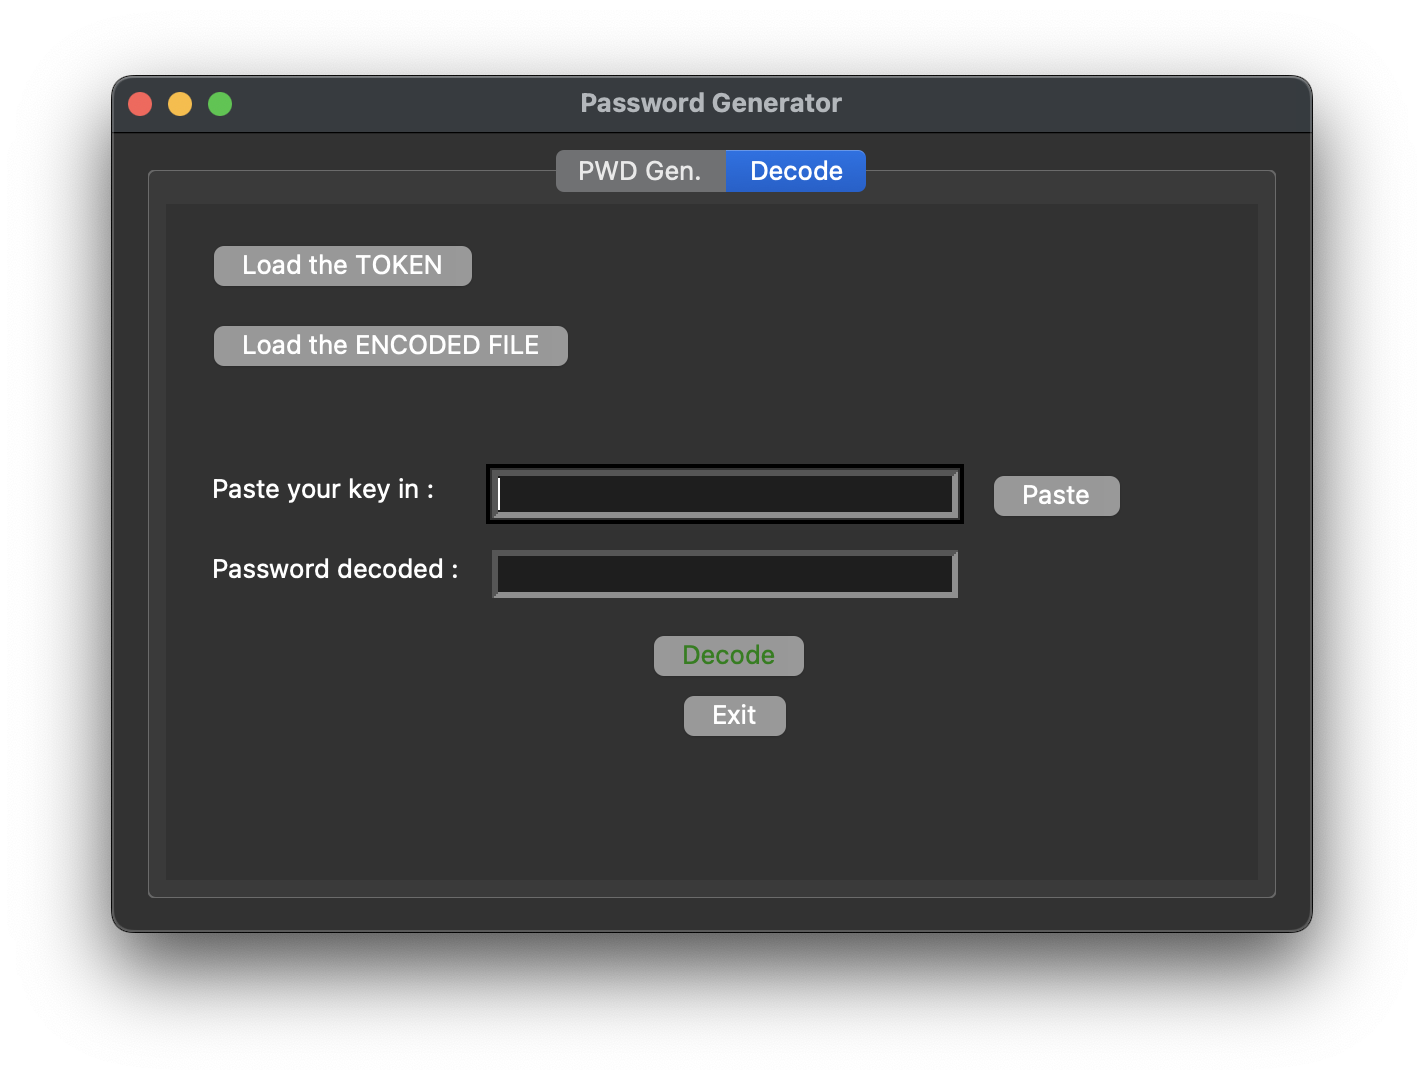 Password Generator
PWD Gen. Decode
Load the TOKEN
Load the ENCODED FILE
Paste your key in : Paste
Password decoded :
Decode
Exit